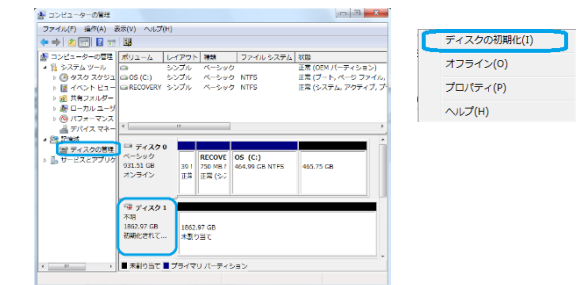 コンピューターの管理
ファイル(F) 操作(A) 表示(V) ヘルプ(H)
コンピューターの管理
システム ツール
タスク スケジュ
イベント ビュー
共有フォルダー
ローカル ユーザ
パフォーマンス
デバイス マネー
記憶域
ディスクの管理
サービスとアプリケ
ボリューム レイアウト 種類 ファイル システム 状態
シンプル ベーシック 正常 (OEM パーティション)
OS (C:) シンプル ベーシック NTFS 正常 (ブート, ページ ファイル,
RECOVERY シンプル ベーシック NTFS 正常 (システム, アクティブ, プ
ディスク 0
ベーシック
931.51 GB
オンライン
39 I
正常
RECOVE
750 MB
正常 (シ
OS (C:)
464.99 GB NTFS
465.75 GB
ディスク 1
不明
1862.97 GB
初期化されて...
1862.97 GB
未割り当て
未割り当て プライマリ パーティション
ディスクの初期化(I)
オフライン(O)
プロパティ(P)
ヘルプ(H)